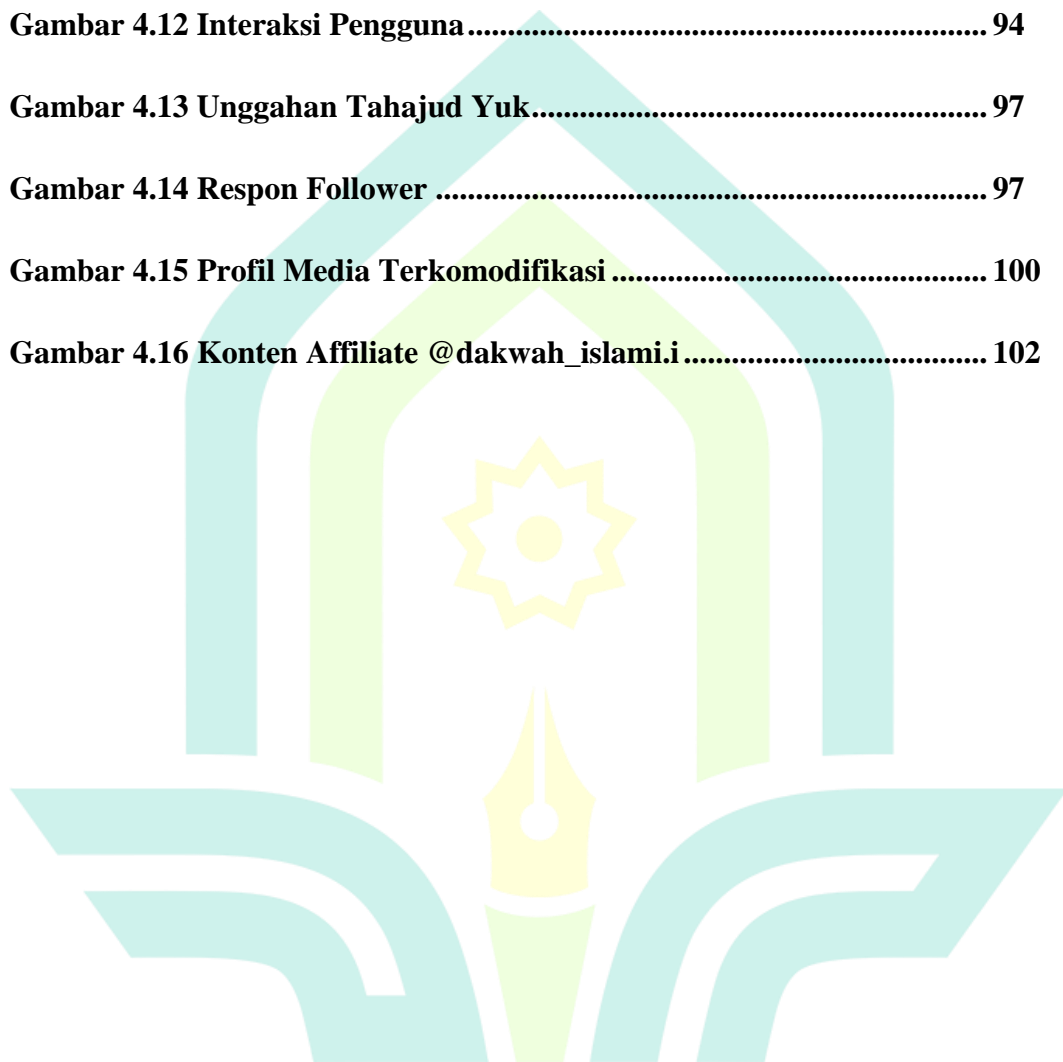 Gambar 4.12 Interaksi Pengguna................................................................................ 94
Gambar 4.13 Unggahan Tahajud Yuk...................................................................... 97
Gambar 4.14 Respon Follower ..................................................................................... 97
Gambar 4.15 Profil Media Terkomodifikasi .......................................................... 100
Gambar 4.16 Konten Affiliate @dakwah_islami.i ............................................... 102